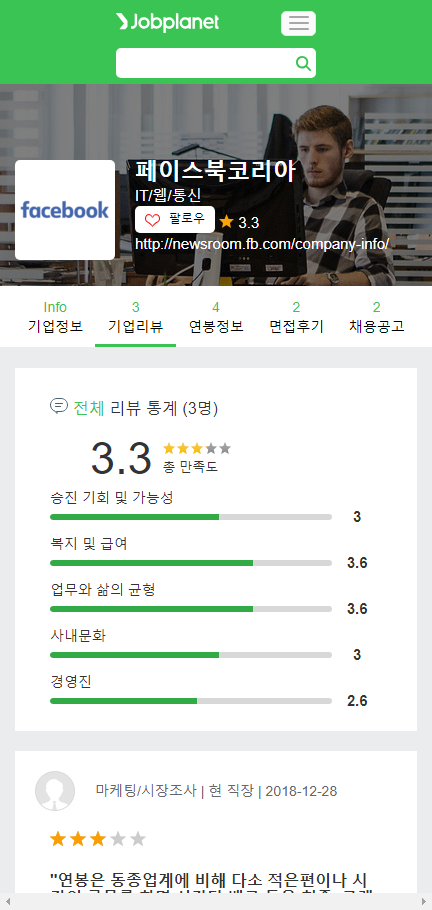 Jobplanet
페이스북코리아
IT/웹/통신
facebook
팔로우 3.3
http://newsroom.fb.com/company-info/
Info 3 4 2 2
기업정보 기업리뷰 연봉정보 면접후기 채용공고
전체 리뷰 통계 (3명)
3.3
총 만족도
승진 기회 및 가능성
3
복지 및 급여
3.6
업무와 삶의 균형
3.6
사내문화
3
경영진
2.6
마케팅/시장조사 | 현 직장 | 2018-12-28
"연봉은 동종업계에 비해 다소 적은편이나 시